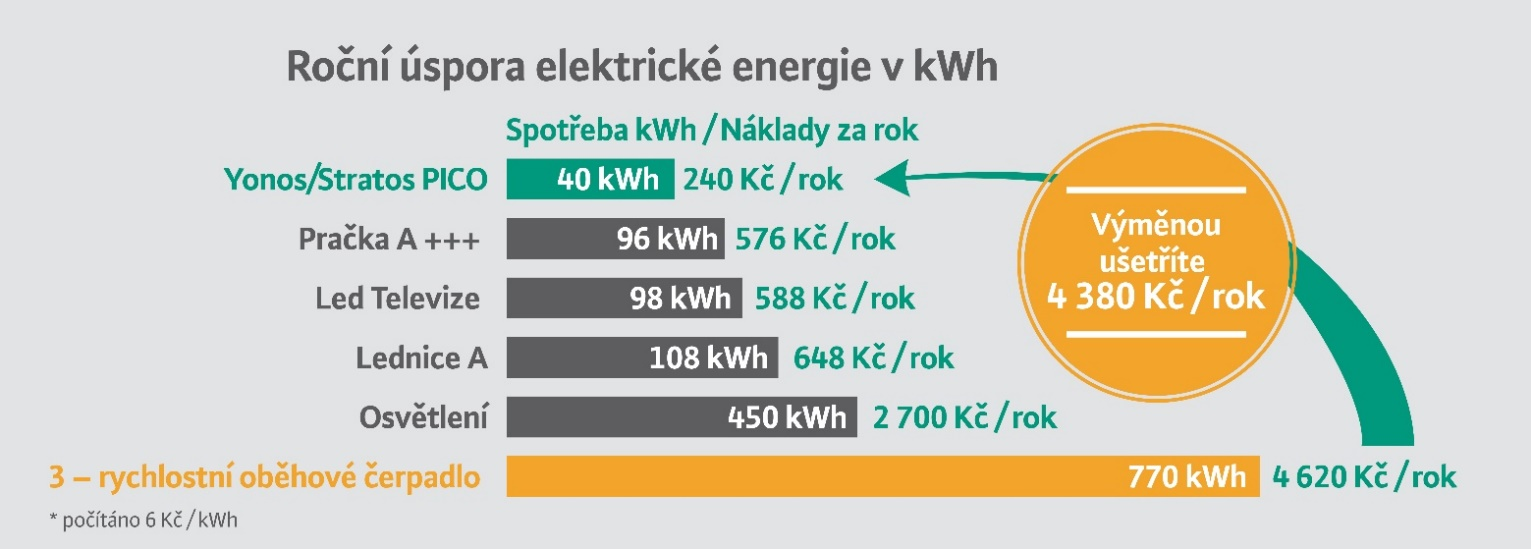 Roční úspora elektrické energie v kWh
Spotřeba kWh / Náklady za rok
Yonos/Stratos PICO 40 kWh 240 Kč / rok
Pračka A +++ 96 kWh 576 Kč / rok
Led Televize 98 kWh 588 Kč / rok
Lednice A 108 kWh 648 Kč / rok
Osvětlení 450 kWh 2 700 Kč / rok
3 – rychlostní oběhové čerpadlo 770 kWh 4 620 Kč / rok
* počítáno 6 Kč / kWh
Výměnou
ušetříte
4 380 Kč / rok